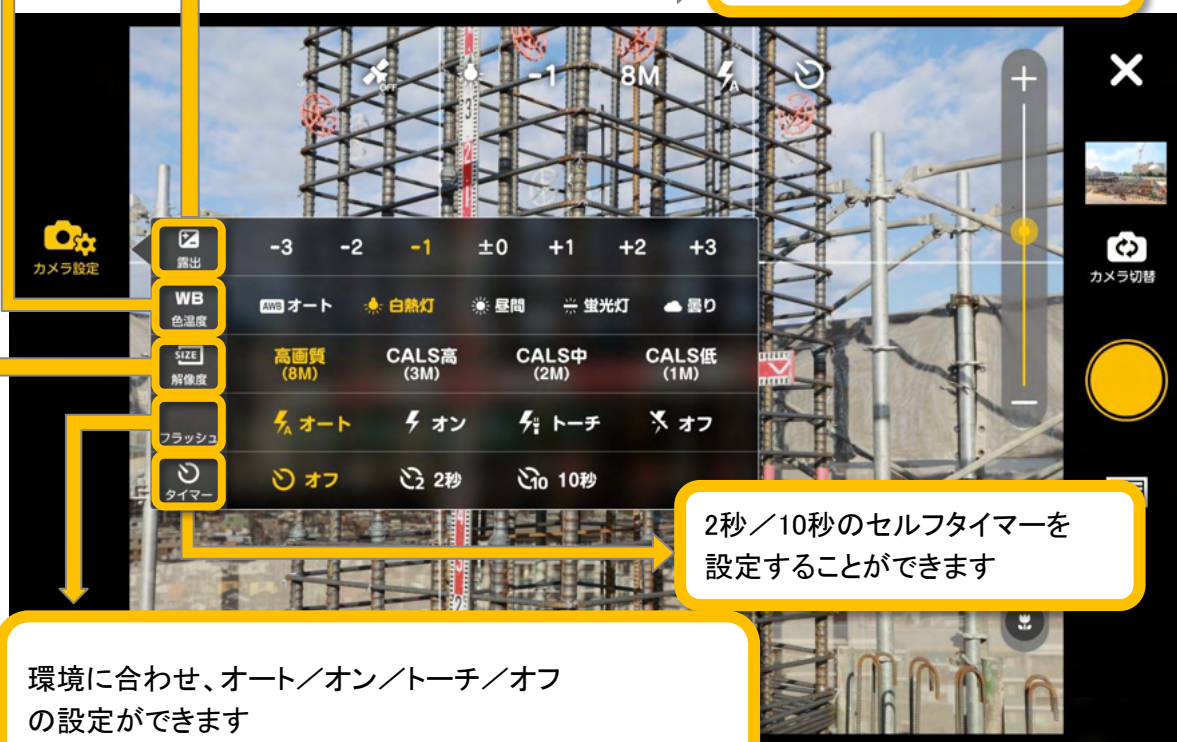 OFF
-1
8M
A
カメラ設定
露出
-3 -2 -1 ±0 +1 +2 +3
カメラ切替
WB
色温度
AWB オート 白熱灯 昼間 蛍光灯 曇り
SIZE
解像度
高画質 CALS高 CALS中 CALS低
(8M) (3M) (2M) (1M)
フラッシュ
A オート オン トーチ オフ
タイマー
オフ 2 2秒 10 10秒
2秒／10秒のセルフタイマーを
設定することができます
環境に合わせ、オート／オン／トーチ／オフ
の設定ができます